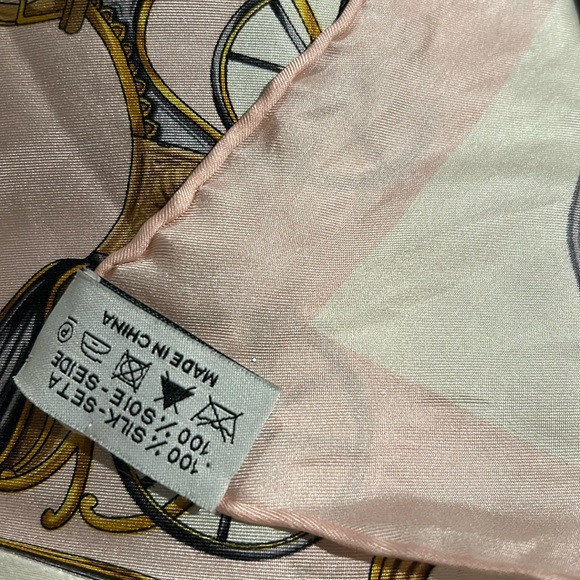 100% SILK-SETA
100% SOIE-SEIDE
P
MADE IN CHINA